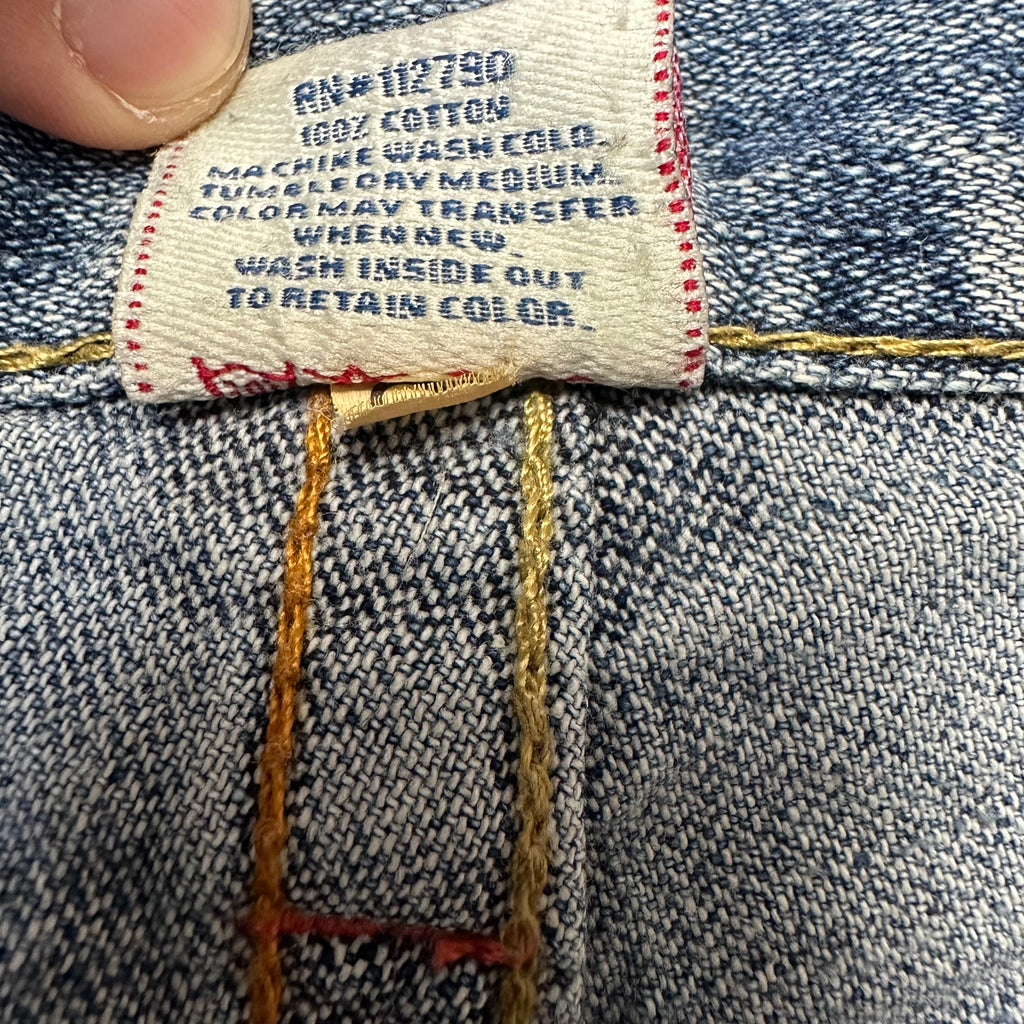 RN#112790
100% COTTON
MACHINE WASH COLD.
TUMBLE DRY MEDIUM.
COLOR MAY TRANSFER
WHEN NEW.
WASH INSIDE OUT
TO RETAIN COLOR.